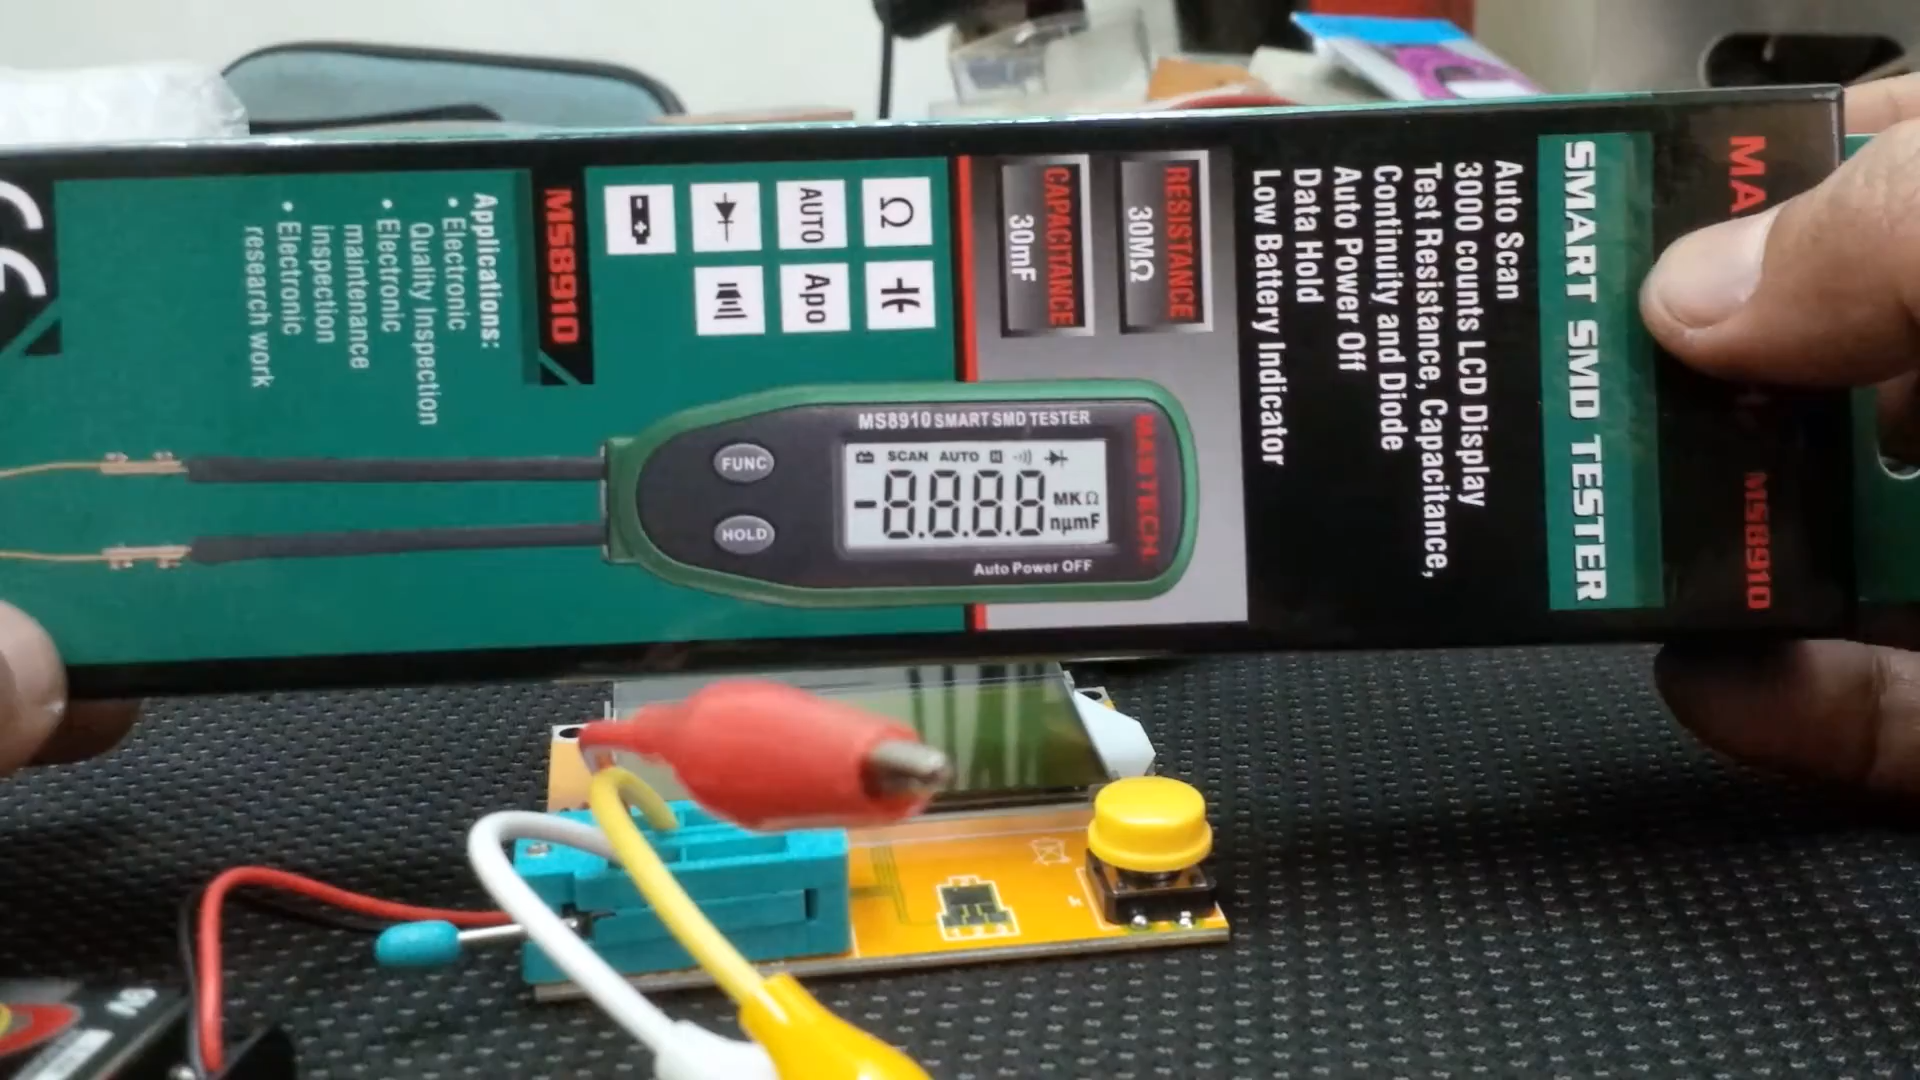 MS8910
SMART SMD TESTER
Auto Scan
3000 counts LCD Display
Test Resistance, Capacitance,
Continuity and Diode
Auto Power Off
Data Hold
Low Battery Indicator
RESISTANCE
30MΩ
CAPACITANCE
30mF
Ω
AUTO
Apo
MS8910
Applications:
• Electronic
Quality Inspection
• Electronic
maintenance
inspection
• Electronic
research work
CE
MS8910 SMART SMD TESTER
FUNC
HOLD
SCAN AUTO H
-8.8.8.8
MKΩ
nμmF
Auto Power OFF
MASTECH